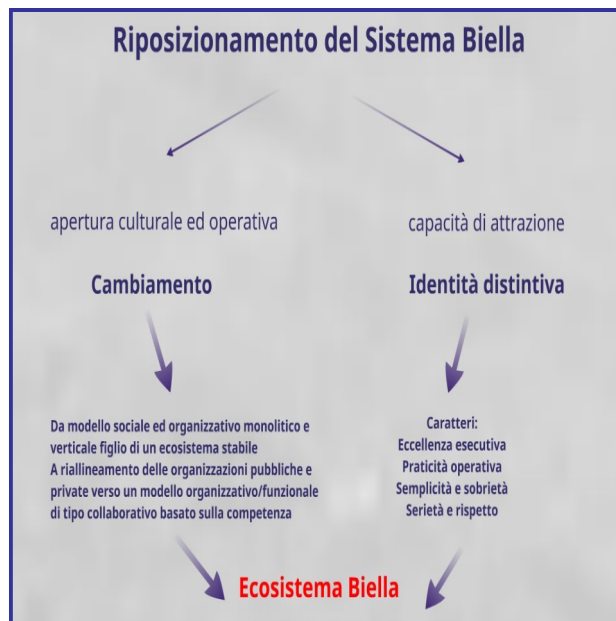 Riposizionamento del Sistema Biella
apertura culturale ed operativa
Cambiamento
Da modello sociale ed organizzativo monolitico e
verticale figlio di un ecosistema stabile
A riallineamento delle organizzazioni pubbliche e
private verso un modello organizzativo/funzionale
di tipo collaborativo basato sulla competenza
capacità di attrazione
Identità distintiva
Caratteri:
Eccellenza esecutiva
Praticità operativa
Semplicità e sobrietà
Serietà e rispetto
Ecosistema Biella